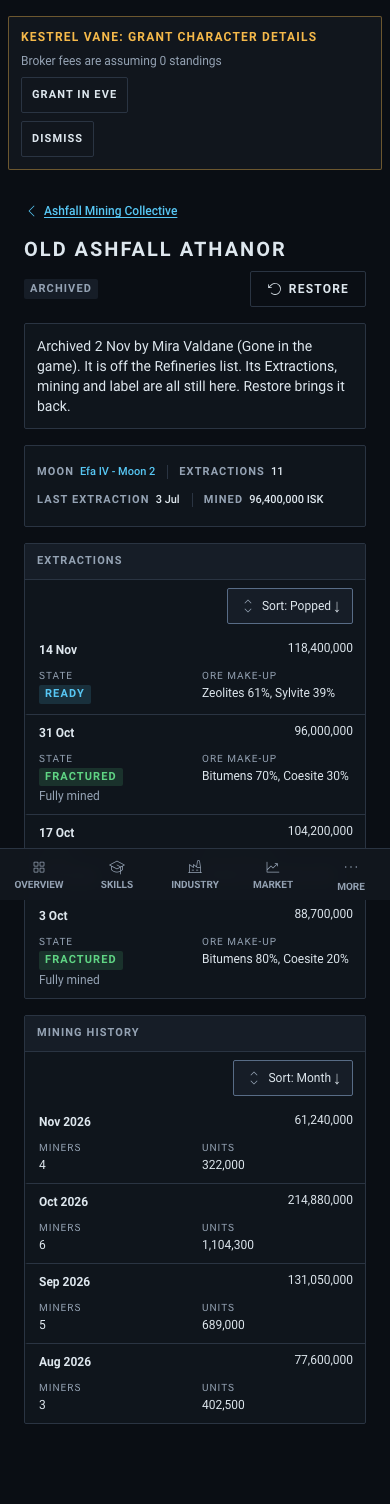 KESTREL VANE: GRANT CHARACTER DETAILS
Broker fees are assuming 0 standings
GRANT IN EVE
DISMISS
Ashfall Mining Collective
OLD ASHFALL ATHANOR
ARCHIVED
RESTORE
Archived 2 Nov by Mira Valdane (Gone in the
game). It is off the Refineries list. Its Extractions,
mining and label are all still here. Restore brings it
back.
MOON Efa IV - Moon 2 EXTRACTIONS 11
LAST EXTRACTION 3 Jul MINED 96,400,000 ISK
EXTRACTIONS
Sort: Popped ↓
14 Nov 118,400,000
STATE ORE MAKE-UP
READY Zeolites 61%, Sylvite 39%
31 Oct 96,000,000
STATE ORE MAKE-UP
FRACTURED Bitumens 70%, Coesite 30%
Fully mined
17 Oct 104,200,000
OVERVIEW SKILLS INDUSTRY MARKET MORE
3 Oct 88,700,000
STATE ORE MAKE-UP
FRACTURED Bitumens 80%, Coesite 20%
Fully mined
MINING HISTORY
Sort: Month ↓
Nov 2026 61,240,000
MINERS UNITS
4 322,000
Oct 2026 214,880,000
MINERS UNITS
6 1,104,300
Sep 2026 131,050,000
MINERS UNITS
5 689,000
Aug 2026 77,600,000
MINERS UNITS
3 402,500